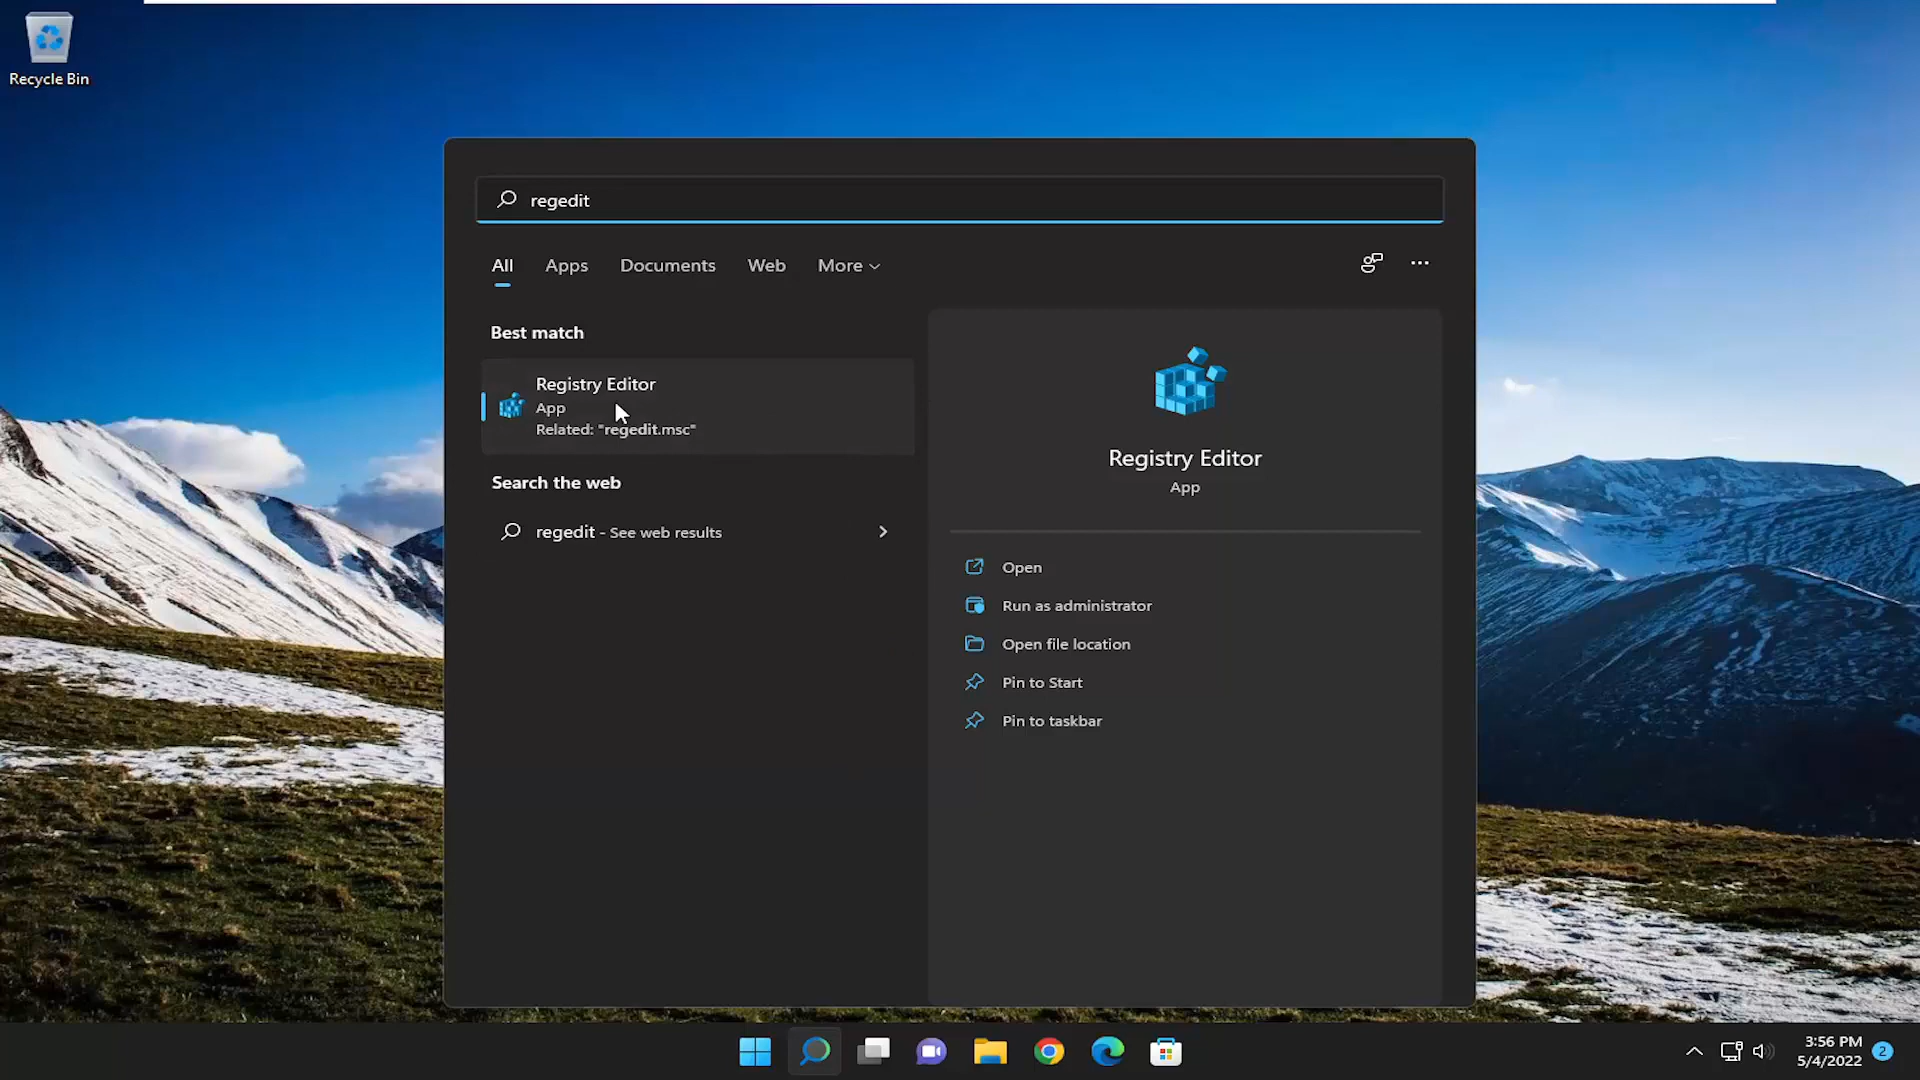 Recycle Bin
regedit
All Apps Documents Web More
Best match
Registry Editor
App
Related: "regedit.msc"
Search the web
regedit - See web results
Registry Editor
App
Open
Run as administrator
Open file location
Pin to Start
Pin to taskbar
3:56 PM
5/4/2022
2